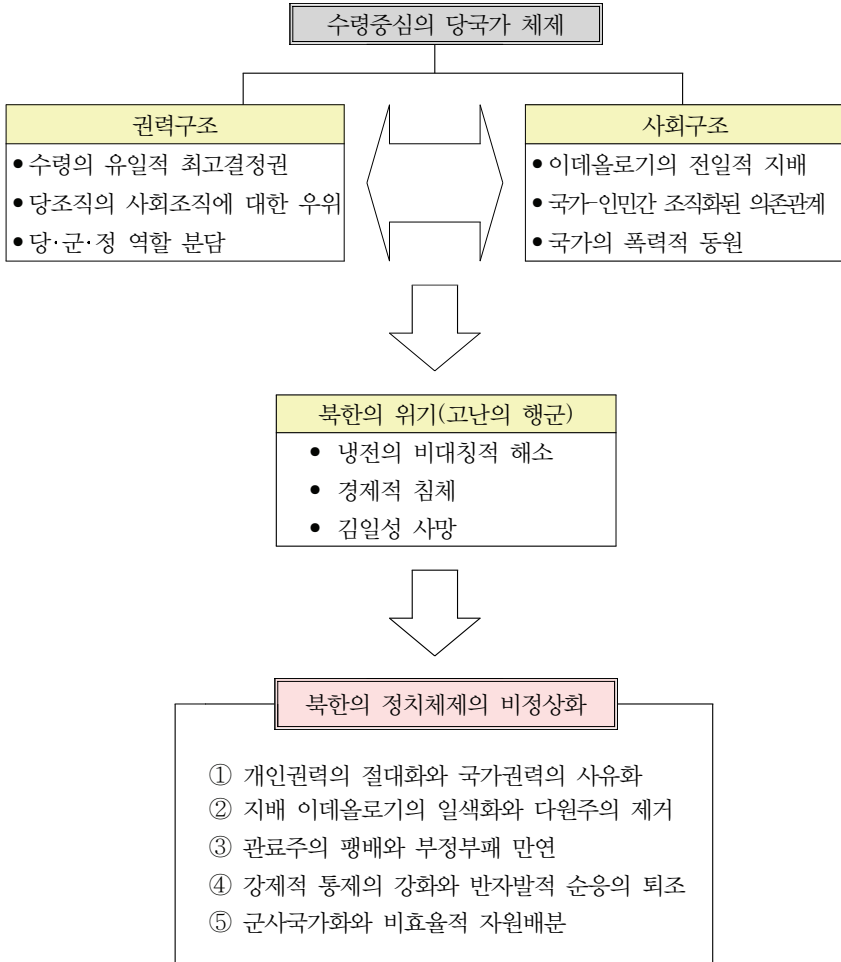 수령중심의 당국가 체제
권력구조
• 수령의 유일적 최고결정권
• 당조직의 사회조직에 대한 우위
• 당·군·정 역할 분담
사회구조
• 이데올로기의 전일적 지배
• 국가-인민간 조직화된 의존관계
• 국가의 폭력적 동원
북한의 위기(고난의 행군)
• 냉전의 비대칭적 해소
• 경제적 침체
• 김일성 사망
북한의 정치체제의 비정상화
① 개인권력의 절대화와 국가권력의 사유화
② 지배 이데올로기의 일색화와 다원주의 제거
③ 관료주의 팽배와 부정부패 만연
④ 강제적 통제의 강화와 반자발적 순응의 퇴조
⑤ 군사국가화와 비효율적 자원배분